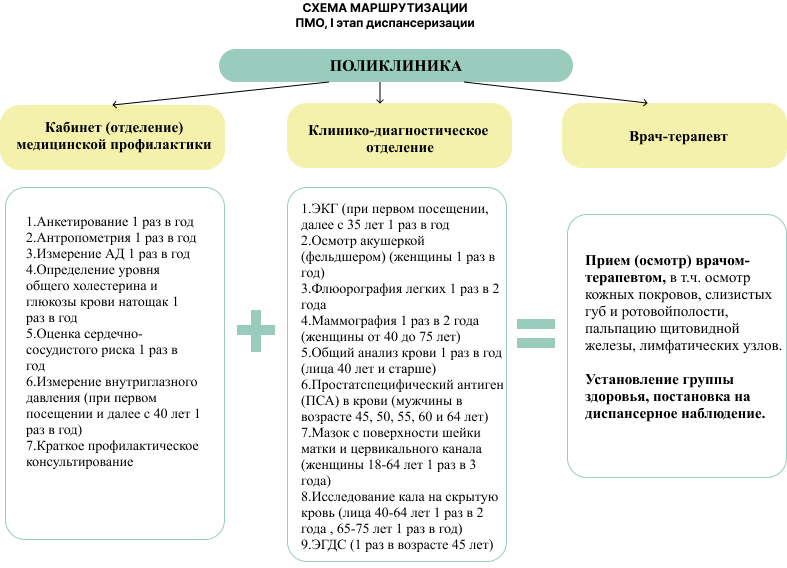 СХЕМА МАРШРУТИЗАЦИИ
ПМО, I этап диспансеризации
ПОЛИКЛИНИКА
Кабинет (отделение)
медицинской профилактики
1.Анкетирование 1 раз в год
2.Антропометрия 1 раз в год
3.Измерение АД 1 раз в год
4.Определение уровня
общего холестерина и
глюкозы крови натощак 1
раз в год
5.Оценка сердечно-
сосудистого риска 1 раз в
год
6.Измерение внутриглазного
давления (при первом
посещении и далее с 40 лет 1
раз в год)
7.Краткое профилактическое
консультирование
Клинико-диагностическое
отделение
1.ЭКГ (при первом посещении,
далее с 35 лет 1 раз в год
2.Осмотр акушеркой
(фельдшером) (женщины 1 раз в
год)
3.Флюорография легких 1 раз в 2
года
4.Маммография 1 раз в 2 года
(женщины от 40 до 75 лет)
5.Общий анализ крови 1 раз в год
(лица 40 лет и старше)
6.Простатспецифический антиген
(ПСА) в крови (мужчины в
возрасте 45, 50, 55, 60 и 64 лет)
7.Мазок с поверхности шейки
матки и цервикального канала
(женщины 18-64 лет 1 раз в 3
года)
8.Исследование кала на скрытую
кровь (лица 40-64 лет 1 раз в 2
года , 65-75 лет 1 раз в год)
9.ЭГДС (1 раз в возрасте 45 лет)
Врач-терапевт
Прием (осмотр) врачом-
терапевтом, в т.ч. осмотр
кожных покровов, слизистых
губ и ротовойполости,
пальпацию щитовидной
железы, лимфатических узлов.
Установление группы
здоровья, постановка на
диспансерное наблюдение.